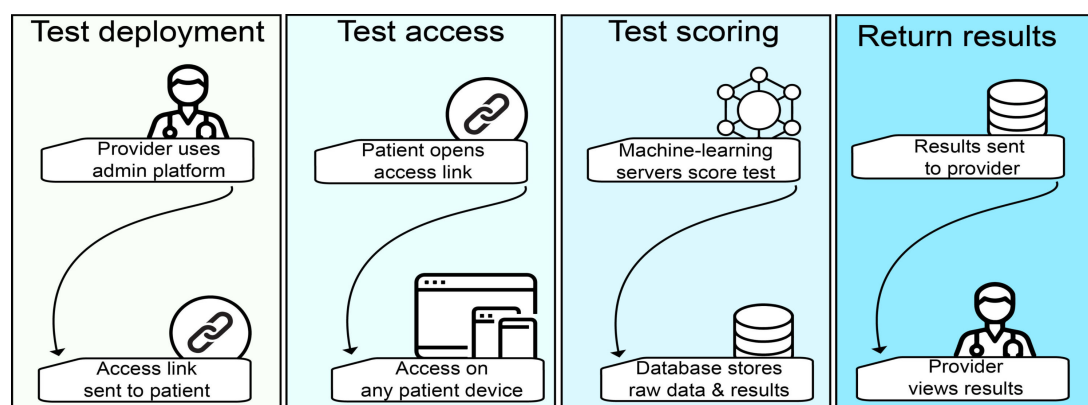 Test deployment
Provider uses
admin platform
Access link
sent to patient
Test access
Patient opens
access link
Access on
any patient device
Test scoring
Machine-learning
servers score test
Database stores
raw data & results
Return results
Results sent
to provider
Provider
views results